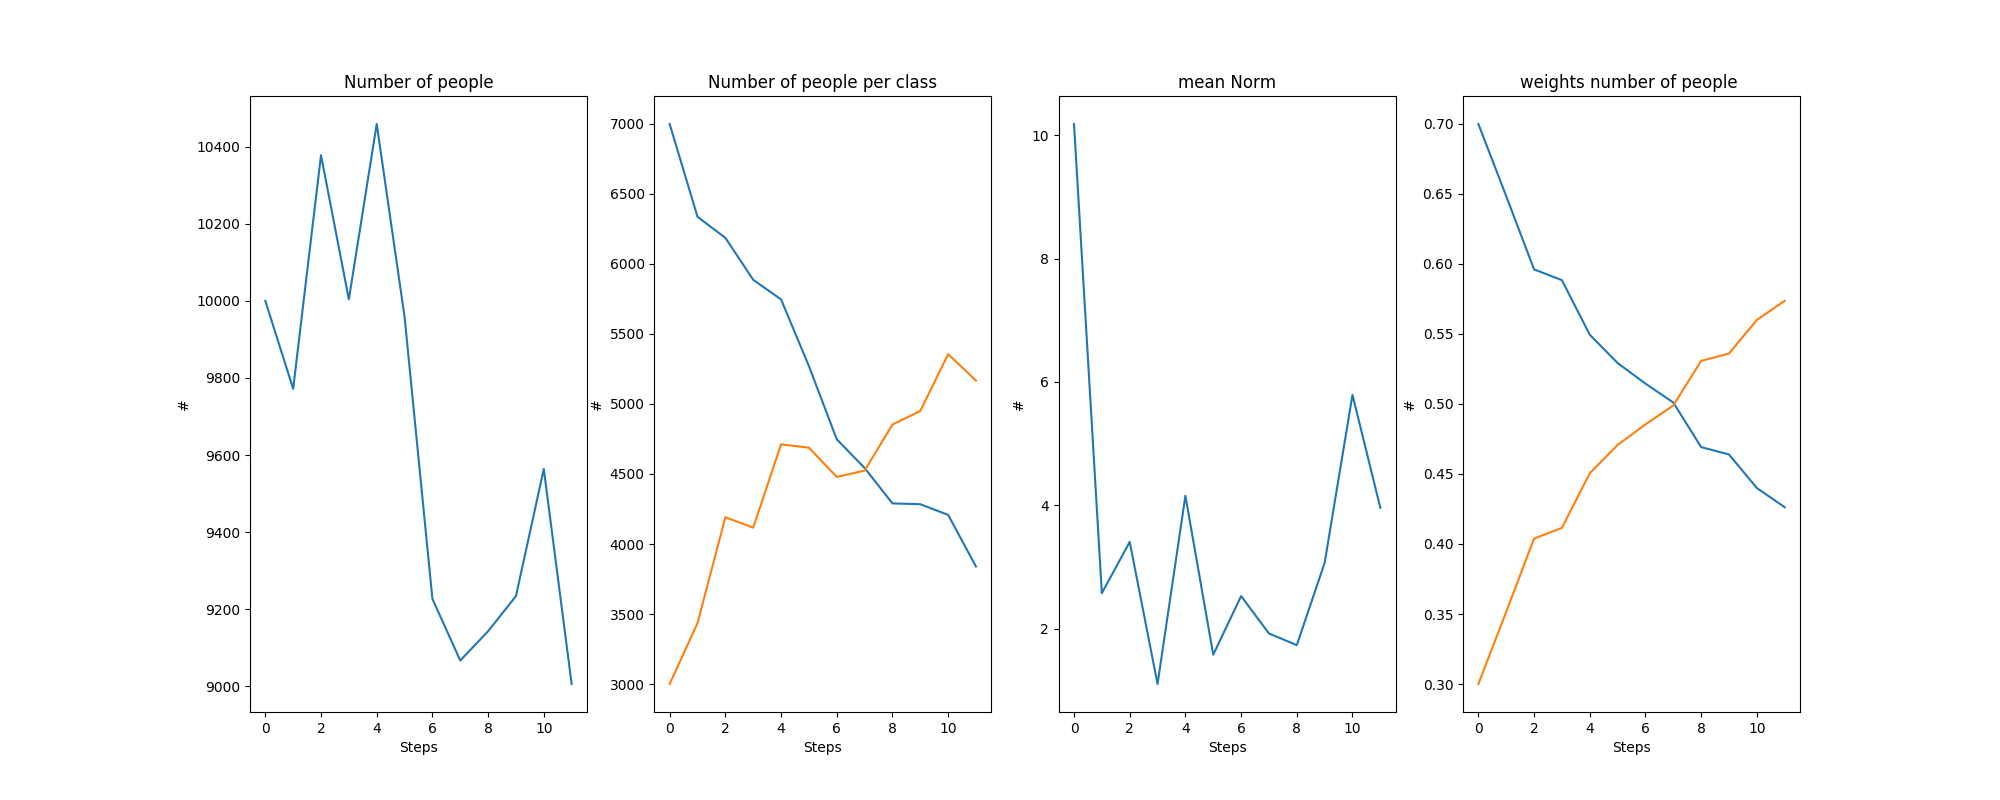 Number of people
10400
10200
10000
9800
9600
9400
9200
9000
#
0 2 4 6 8 10
Steps
Number of people per class
7000
6500
6000
5500
5000
4500
4000
3500
3000
#
0 2 4 6 8 10
Steps
mean Norm
10
8
6
4
2
#
0 2 4 6 8 10
Steps
weights number of people
0.70
0.65
0.60
0.55
0.50
0.45
0.40
0.35
0.30
#
0 2 4 6 8 10
Steps